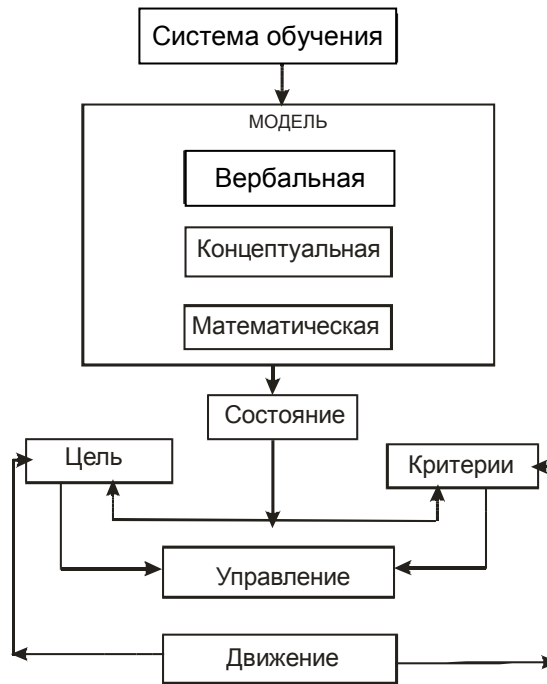 Система обучения
МОДЕЛЬ
Вербальная
Концептуальная
Математическая
Состояние
Цель
Критерии
Управление
Движение